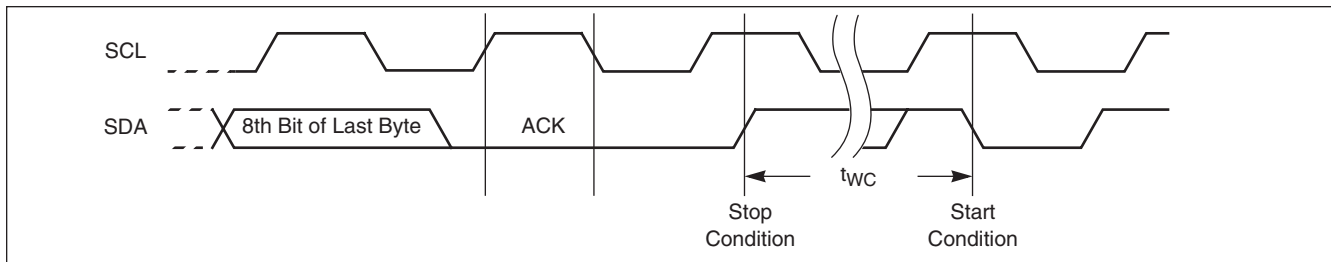 SCL
SDA
8th Bit of Last Byte
ACK
tWC
Stop
Condition
Start
Condition